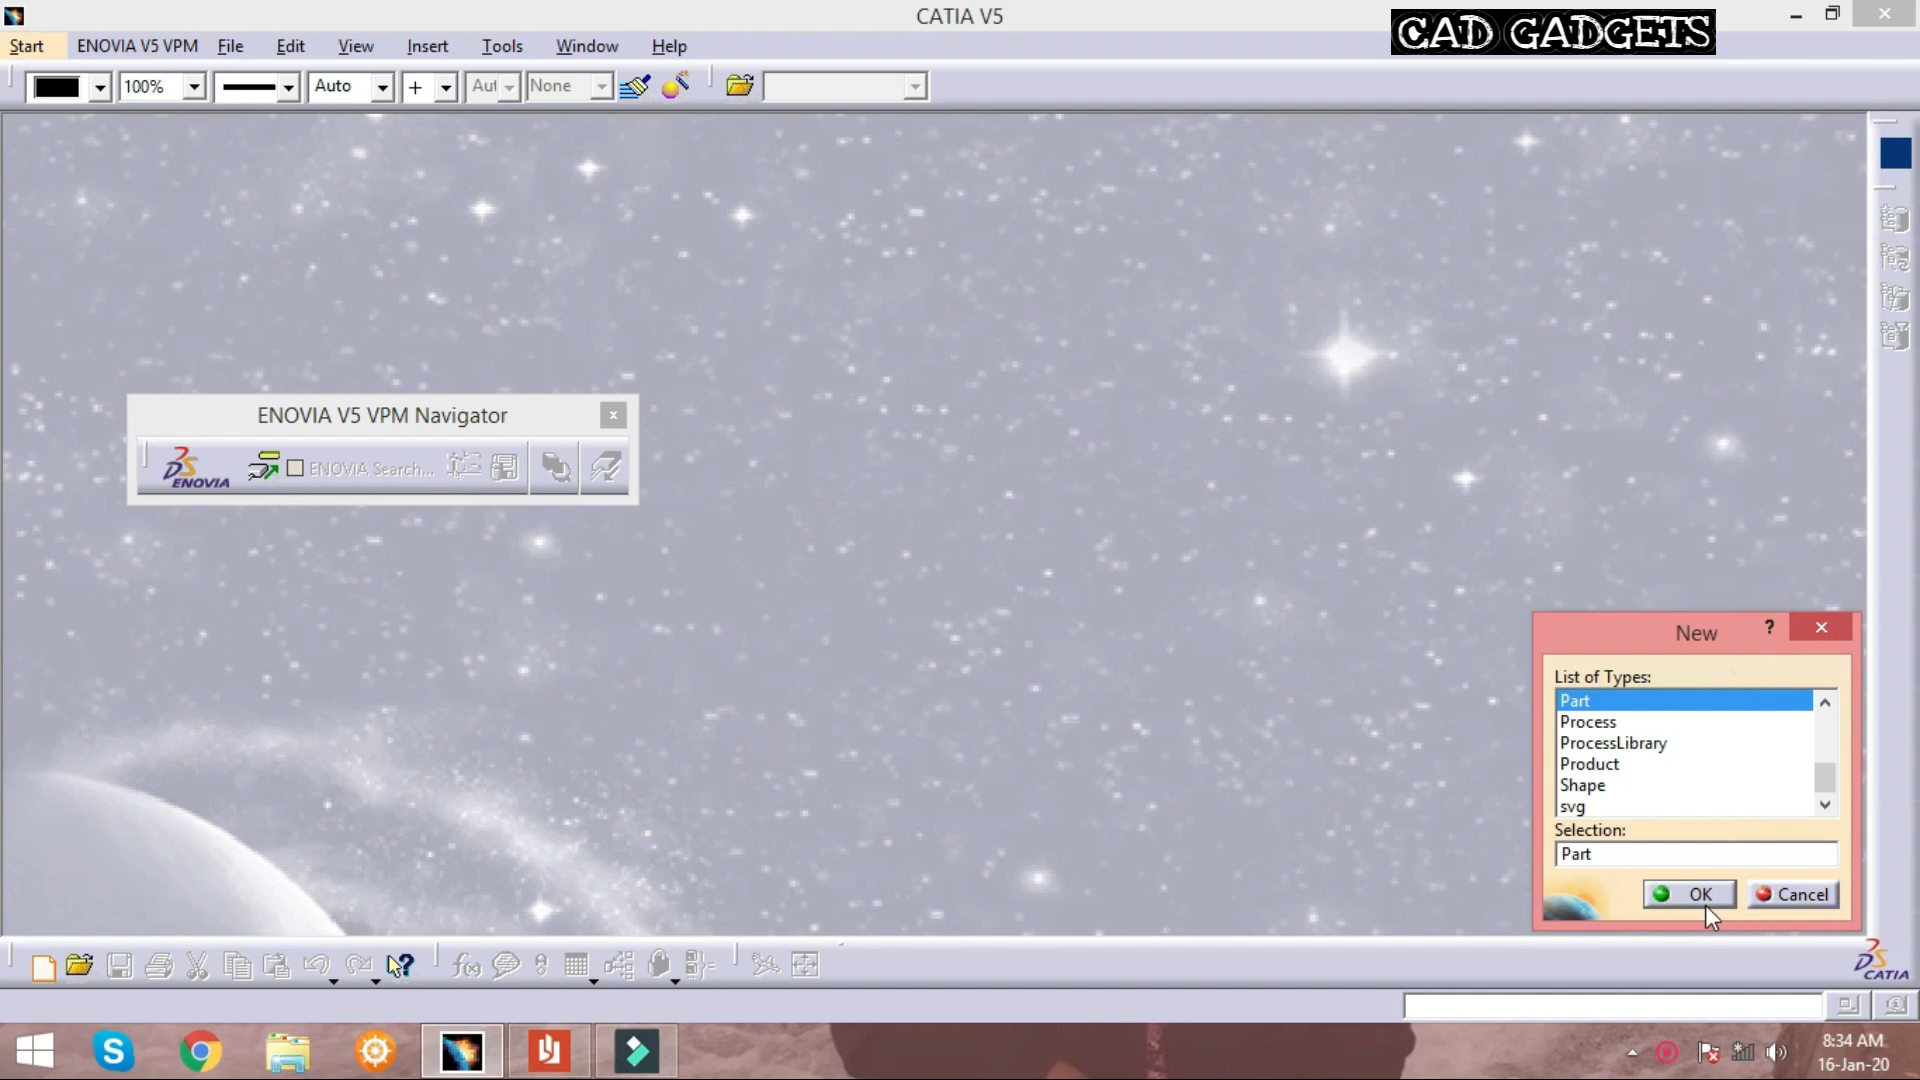 CATIA V5
CAD GADGETS
Start ENOVIA V5 VPM File Edit View Insert Tools Window Help
100% Auto Aut None
ENOVIA V5 VPM Navigator
ENOVIA ENOVIA Search...
New
List of Types:
Part
Process
ProcessLibrary
Product
Shape
svg
Selection:
Part
OK Cancel
CATIA
8:34 AM
16-Jan-20